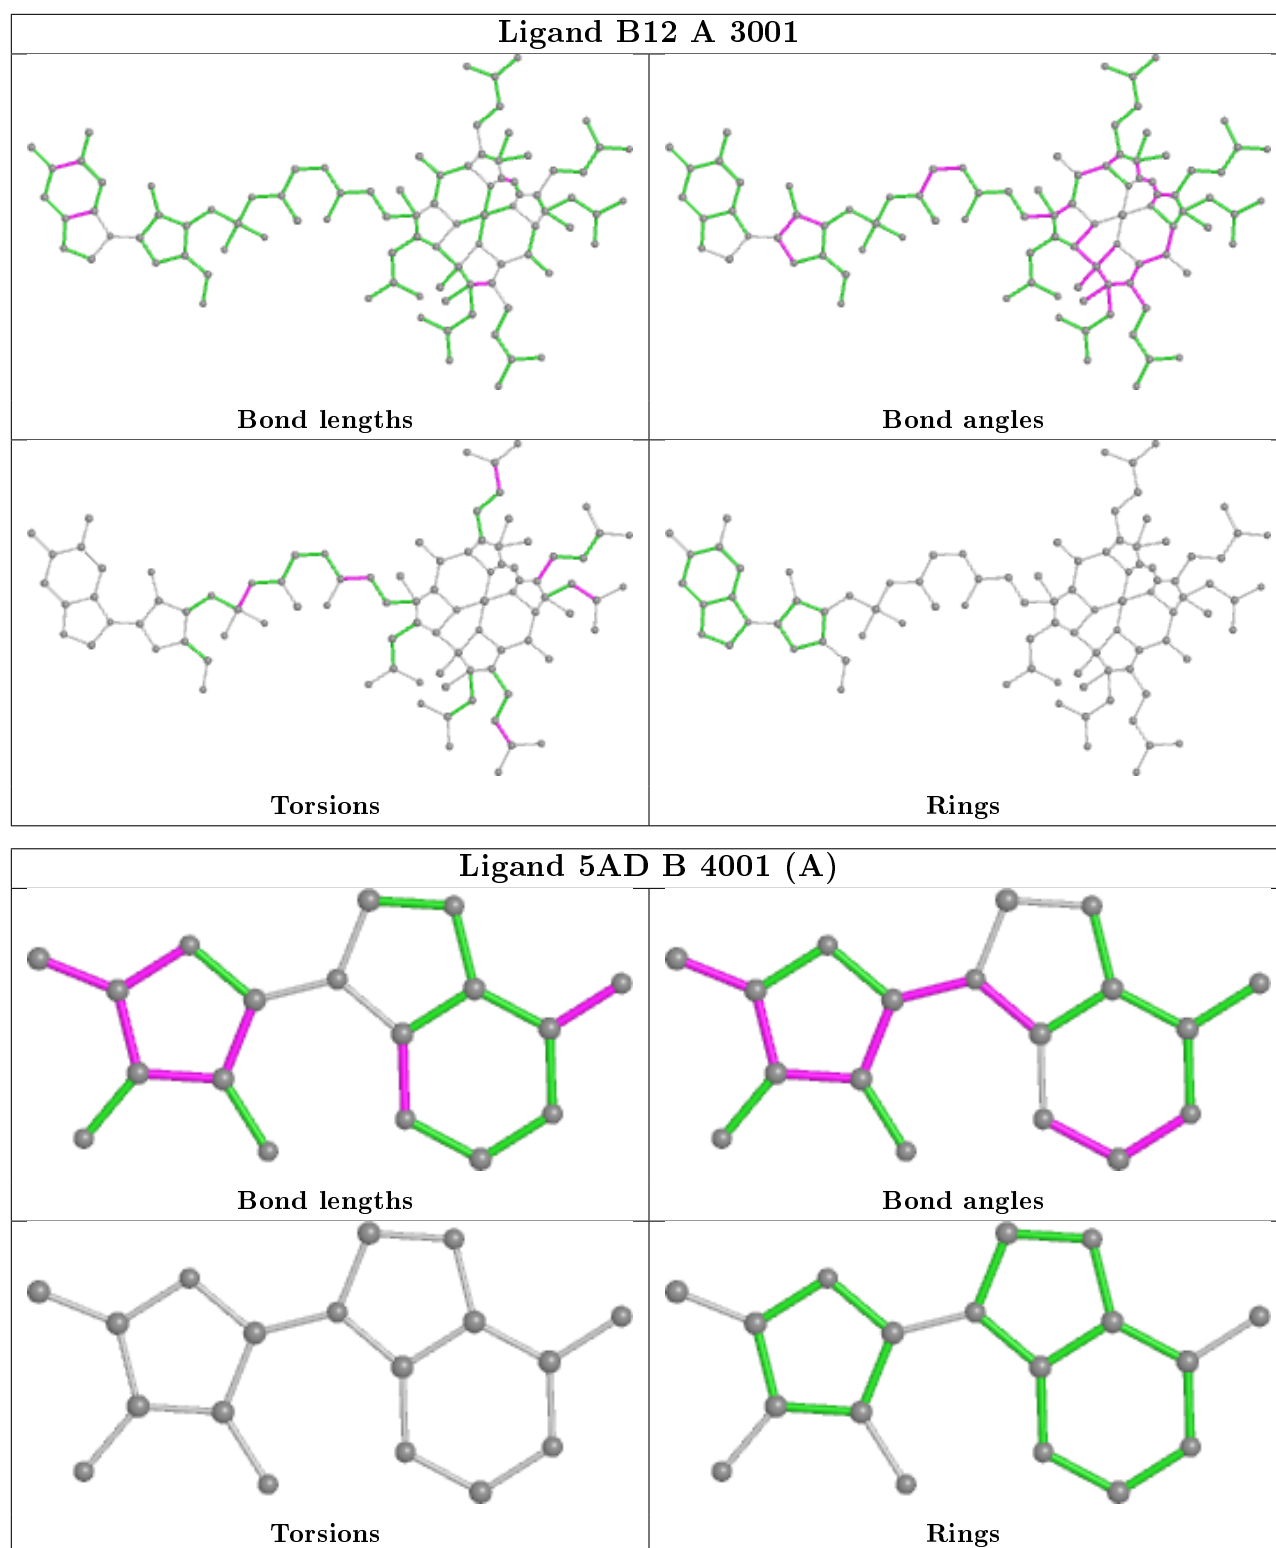 Ligand B12 A 3001
Bond lengths
Bond angles
Torsions
Rings
Ligand 5AD B 4001 (A)
Bond lengths
Bond angles
Torsions
Rings